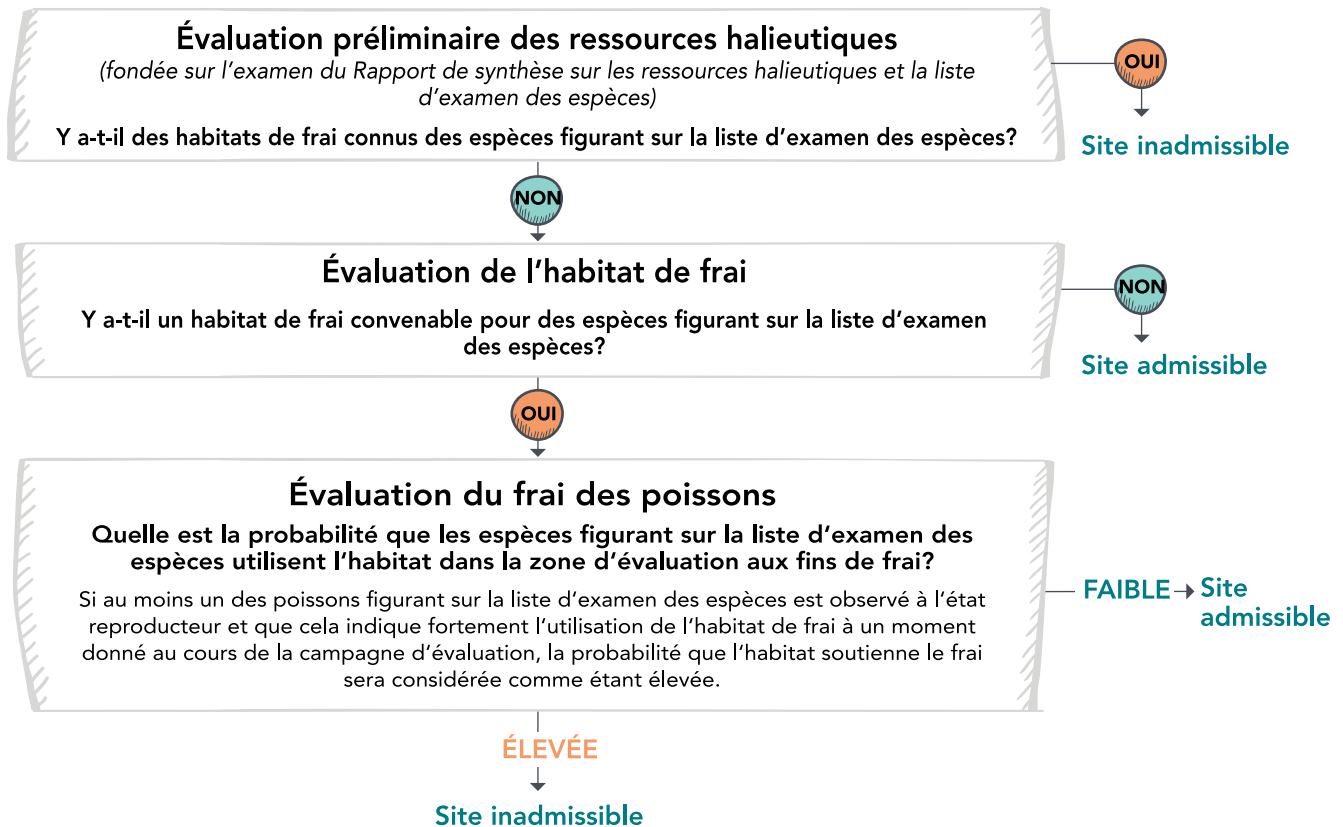 Évaluation préliminaire des ressources halieutiques
(fondée sur l'examen du Rapport de synthèse sur les ressources halieutiques et la liste
d'examen des espèces)
Y a-t-il des habitats de frai connus des espèces figurant sur la liste d'examen des espèces?
OUI
Site inadmissible
NON
Évaluation de l'habitat de frai
Y a-t-il un habitat de frai convenable pour des espèces figurant sur la liste d'examen
des espèces?
NON
Site admissible
OUI
Évaluation du frai des poissons
Quelle est la probabilité que les espèces figurant sur la liste d'examen des
espèces utilisent l'habitat dans la zone d'évaluation aux fins de frai?
Si au moins un des poissons figurant sur la liste d'examen des espèces est observé à l'état
reproducteur et que cela indique fortement l'utilisation de l'habitat de frai à un moment
donné au cours de la campagne d'évaluation, la probabilité que l'habitat soutienne le frai
sera considérée comme étant élevée.
FAIBLE Site
admissible
ÉLEVÉE
Site inadmissible